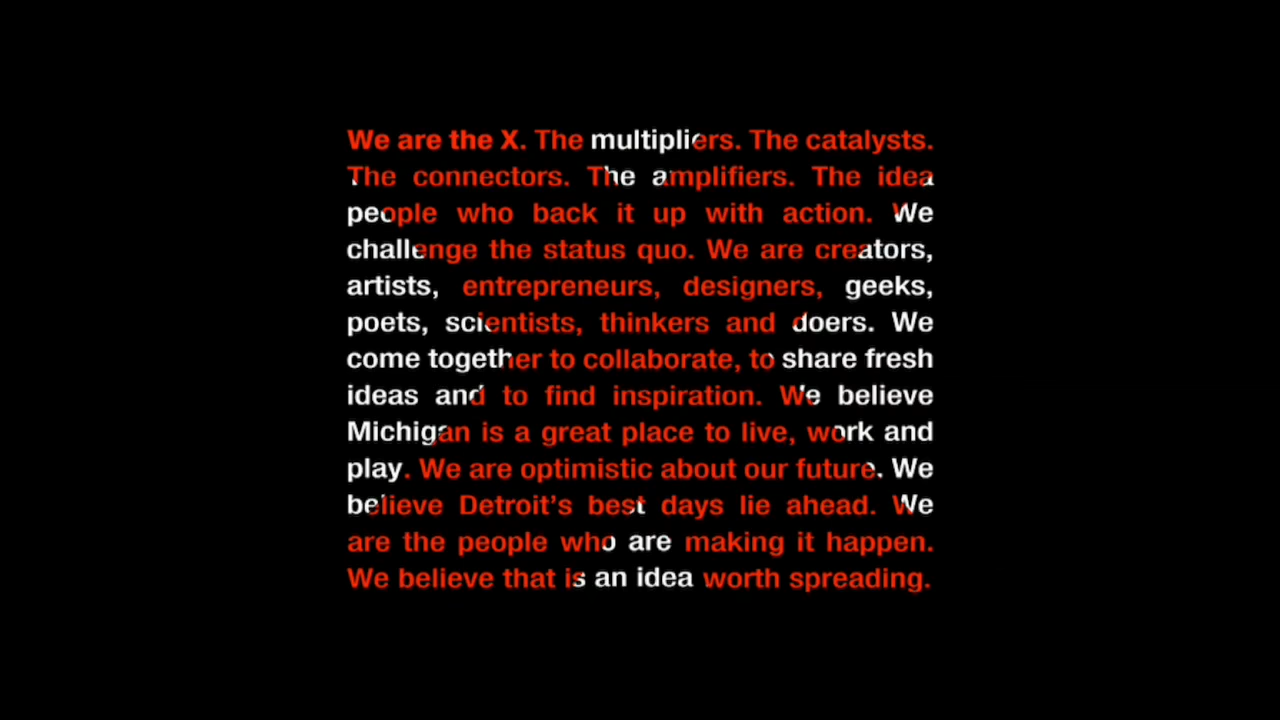 We are the X. The multipliers. The catalysts.
The connectors. The amplifiers. The idea
people who back it up with action. We
challenge the status quo. We are creators,
artists, entrepreneurs, designers, geeks,
poets, scientists, thinkers and doers. We
come together to collaborate, to share fresh
ideas and to find inspiration. We believe
Michigan is a great place to live, work and
play. We are optimistic about our future. We
believe Detroit’s best days lie ahead. We
are the people who are making it happen.
We believe that is an idea worth spreading.